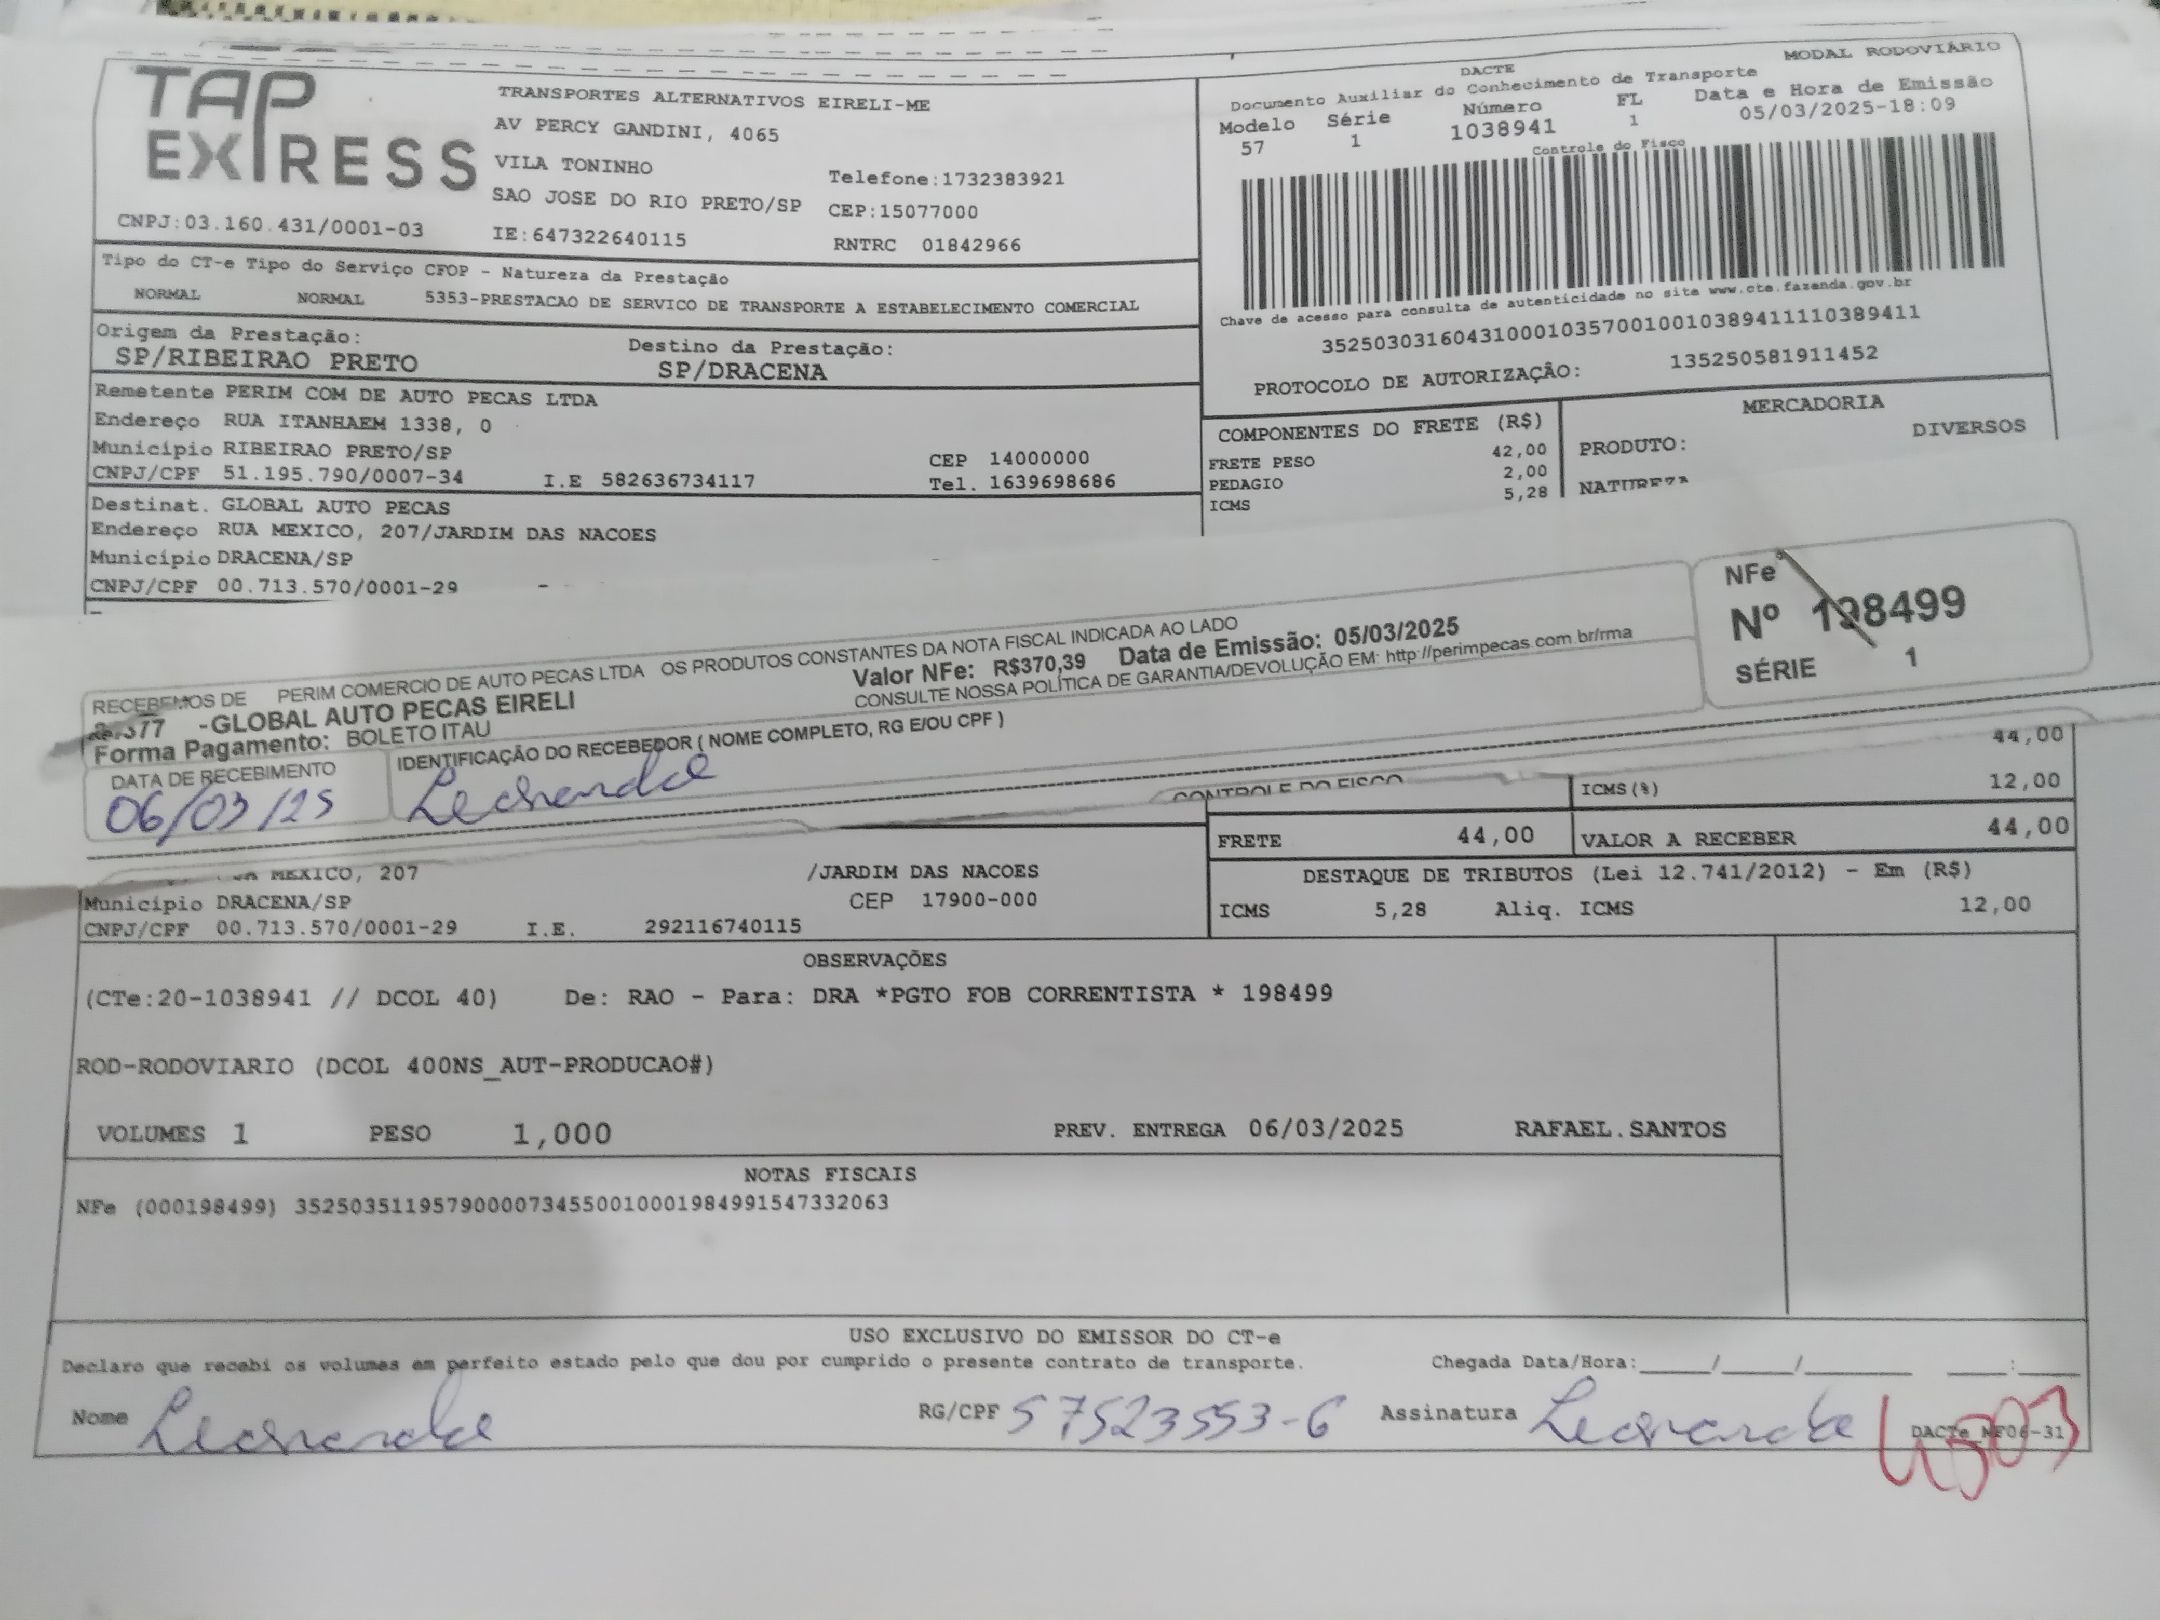 TAP EXPRESS
TRANSPORTES ALTERNATIVOS EIRELI-ME
AV PERCY GANDINI, 4065
VILA TONINHO
Telefone:1732383921
SAO JOSE DO RIO PRETO/SP CEP:15077000
CNPJ:03.160.431/0001-03 IE:647322640115 RNTRC 01842966
MODAL RODOVIÁRIO
DACTE
Documento Auxiliar do Conhecimento de Transporte
Modelo Série Número FL Data e Hora de Emissão
57 1 1038941 1 05/03/2025-18:09
Controle do Fisco
Chave de acesso para consulta de autenticidade no site www.cte.fazenda.gov.br
35250303160431000103570010010389411110389411
PROTOCOLO DE AUTORIZAÇÃO: 135250581911452
Tipo do CT-e Tipo do Serviço CFOP - Natureza da Prestação
NORMAL NORMAL 5353-PRESTACAO DE SERVICO DE TRANSPORTE A ESTABELECIMENTO COMERCIAL
Origem da Prestação: Destino da Prestação:
SP/RIBEIRAO PRETO SP/DRACENA
Remetente PERIM COM DE AUTO PECAS LTDA
Endereço RUA ITANHAEM 1338, 0
Município RIBEIRAO PRETO/SP CEP 14000000
CNPJ/CPF 51.195.790/0007-34 I.E 582636734117 Tel. 1639698686
Destinat. GLOBAL AUTO PECAS
Endereço RUA MEXICO, 207/JARDIM DAS NACOES
Município DRACENA/SP
CNPJ/CPF 00.713.570/0001-29 -
COMPONENTES DO FRETE (R$)
FRETE PESO 42,00
PEDAGIO 2,00
ICMS 5,28
MERCADORIA
PRODUTO: DIVERSOS
NATUREZA
RECEBEMOS DE PERIM COMERCIO DE AUTO PECAS LTDA OS PRODUTOS CONSTANTES DA NOTA FISCAL INDICADA AO LADO
377 -GLOBAL AUTO PECAS EIRELI Valor NFe: R$370,39 Data de Emissão: 05/03/2025
Forma Pagamento: BOLETO ITAU CONSULTE NOSSA POLÍTICA DE GARANTIA/DEVOLUÇÃO EM: http://perimpecas.com.br/rma
DATA DE RECEBIMENTO IDENTIFICAÇÃO DO RECEBEDOR ( NOME COMPLETO, RG E/OU CPF )
06/03/25
NFe
Nº 198499
SÉRIE 1
44,00
CONTROLE DO FISCO ICMS(%) 12,00
FRETE 44,00 VALOR A RECEBER 44,00
MEXICO, 207 /JARDIM DAS NACOES
Município DRACENA/SP CEP 17900-000
CNPJ/CPF 00.713.570/0001-29 I.E. 292116740115
DESTAQUE DE TRIBUTOS (Lei 12.741/2012) - Em (R$)
ICMS 5,28 Aliq. ICMS 12,00
OBSERVAÇÕES
(CTe:20-1038941 // DCOL 40) De: RAO - Para: DRA *PGTO FOB CORRENTISTA * 198499
ROD-RODOVIARIO (DCOL 400NS_AUT-PRODUCAO#)
VOLUMES 1 PESO 1,000 PREV. ENTREGA 06/03/2025 RAFAEL.SANTOS
NOTAS FISCAIS
NFe (000198499) 35250351195790000734550010001984991547332063
USO EXCLUSIVO DO EMISSOR DO CT-e
Declaro que recebi os volumes em perfeito estado pelo que dou por cumprido o presente contrato de transporte. Chegada Data/Hora:_____/_____/________ ____:____
Nome RG/CPF 57523553-6 Assinatura
DACTe_MF06-31